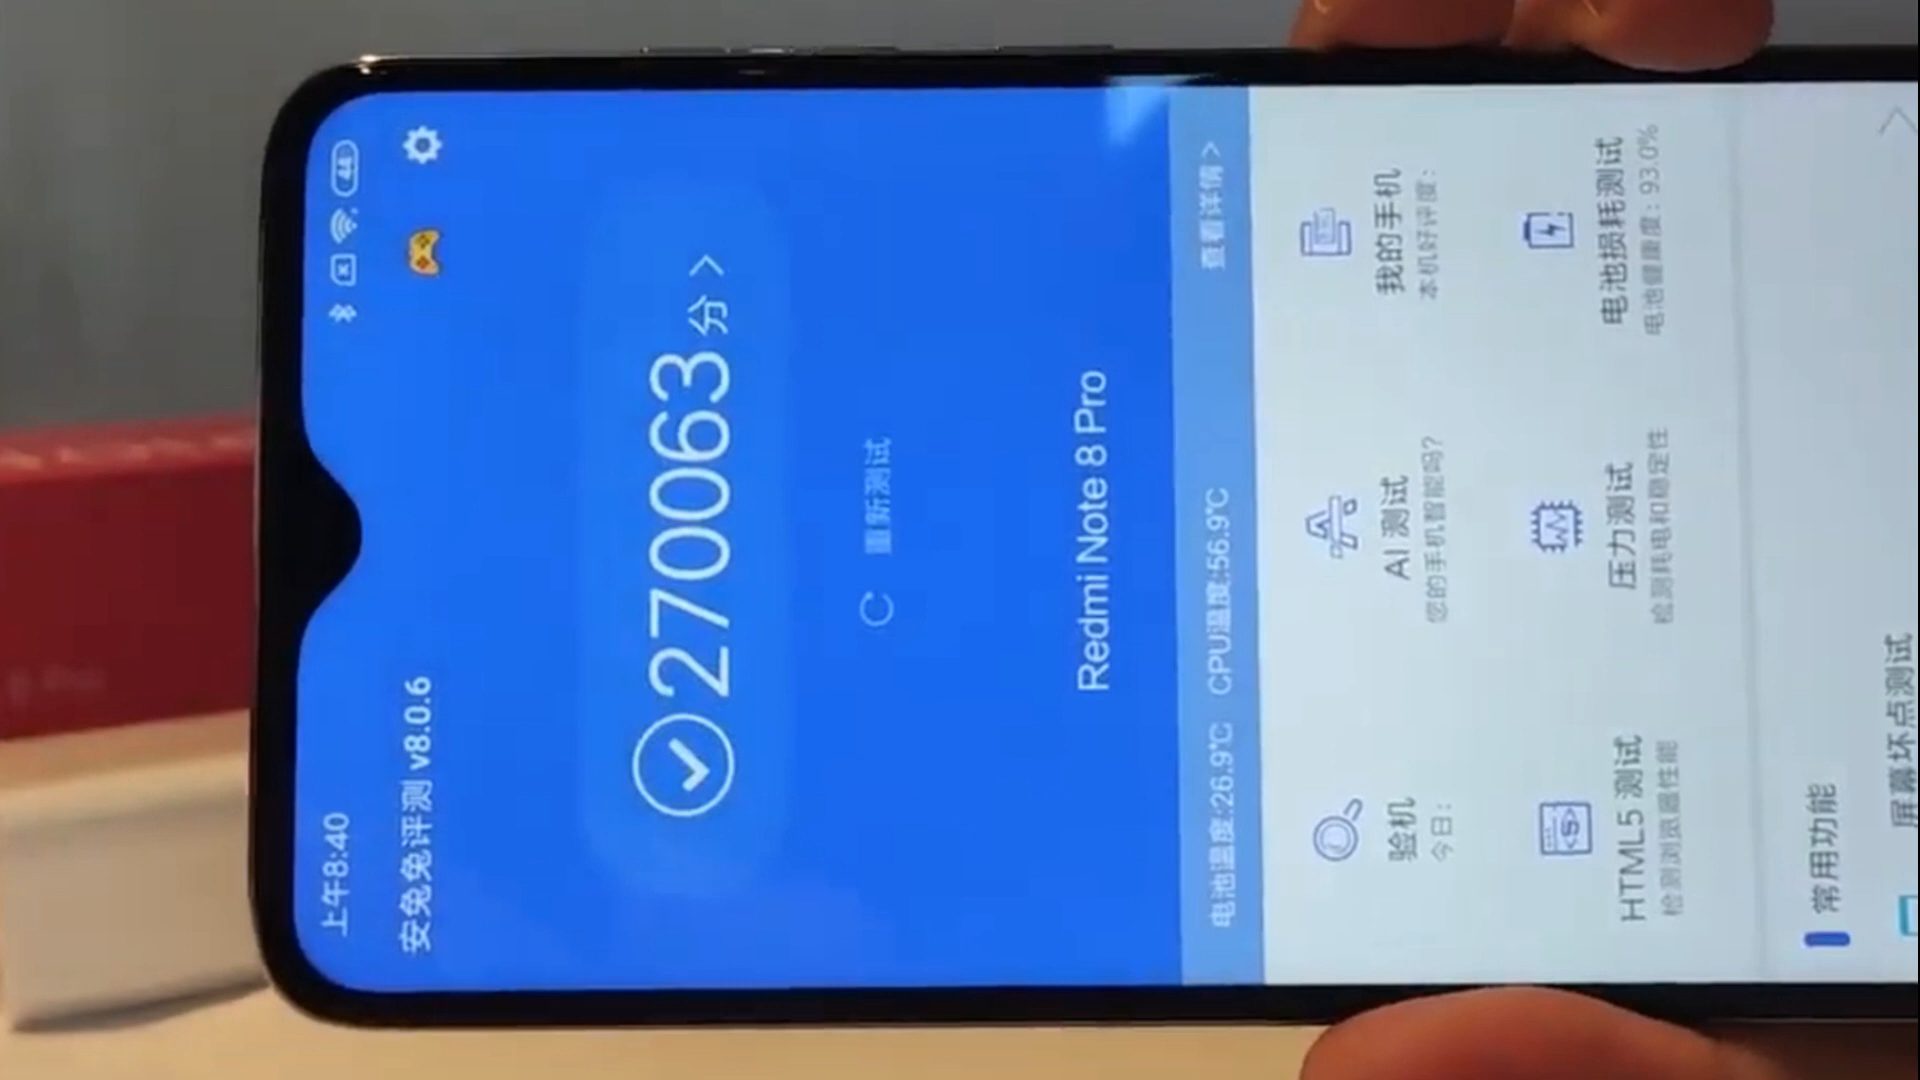 上午8:40
44
安兔兔评测 v8.0.6
270063分 >
重新测试
Redmi Note 8 Pro
电池温度:26.9℃ CPU温度:56.9℃ 查看详情 >
验机
今日：
AI 测试
您的手机智能吗?
我的手机
本机好评度：
HTML5 测试
检测浏览器性能
压力测试
检测耗电和稳定性
电池损耗测试
电池健康度：93.0%
常用功能
屏幕坏点测试